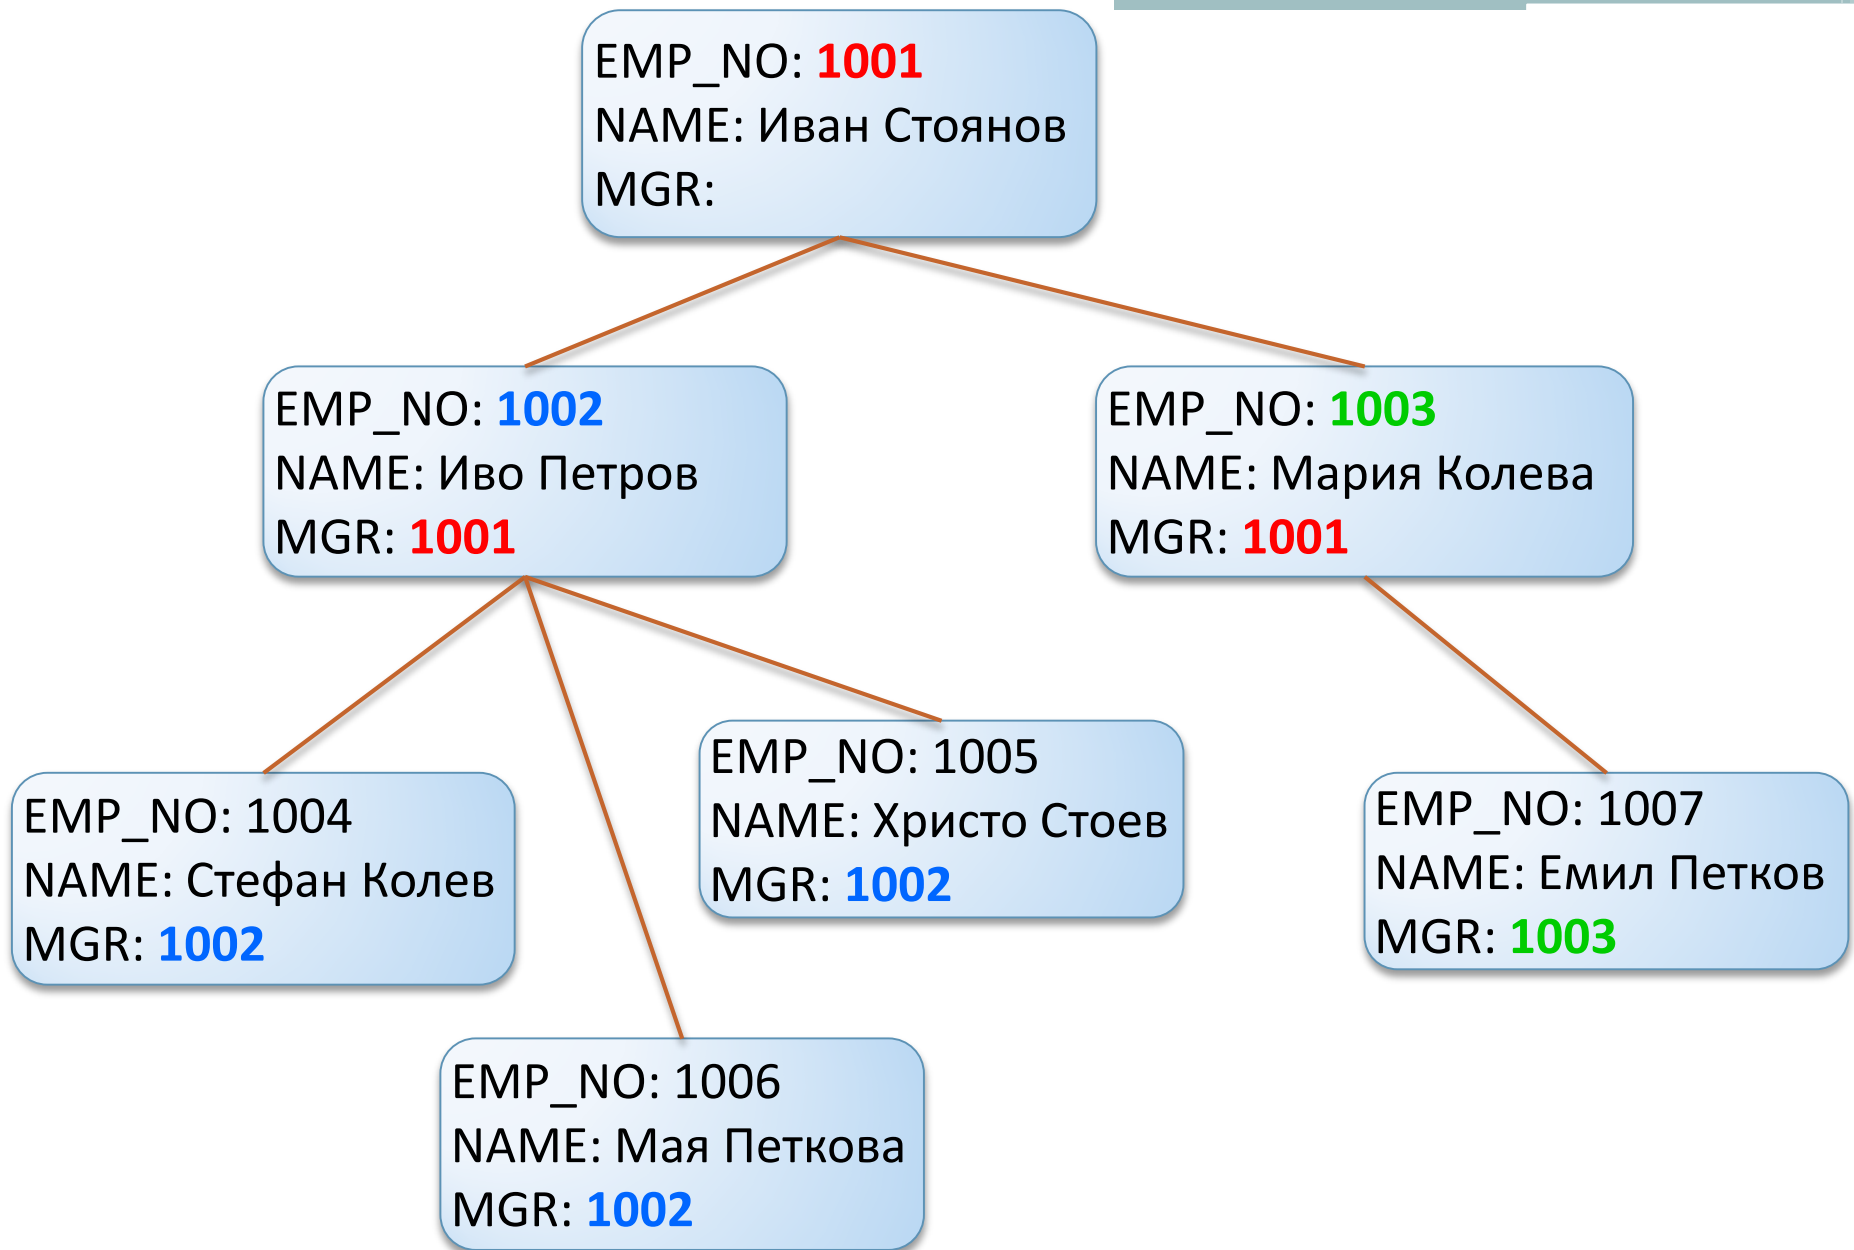 EMP_NO: 1001
NAME: Иван Стоянов
MGR:
EMP_NO: 1002
NAME: Иво Петров
MGR: 1001
EMP_NO: 1003
NAME: Мария Колева
MGR: 1001
EMP_NO: 1004
NAME: Стефан Колев
MGR: 1002
EMP_NO: 1005
NAME: Христо Стоев
MGR: 1002
EMP_NO: 1007
NAME: Емил Петков
MGR: 1003
EMP_NO: 1006
NAME: Мая Петкова
MGR: 1002